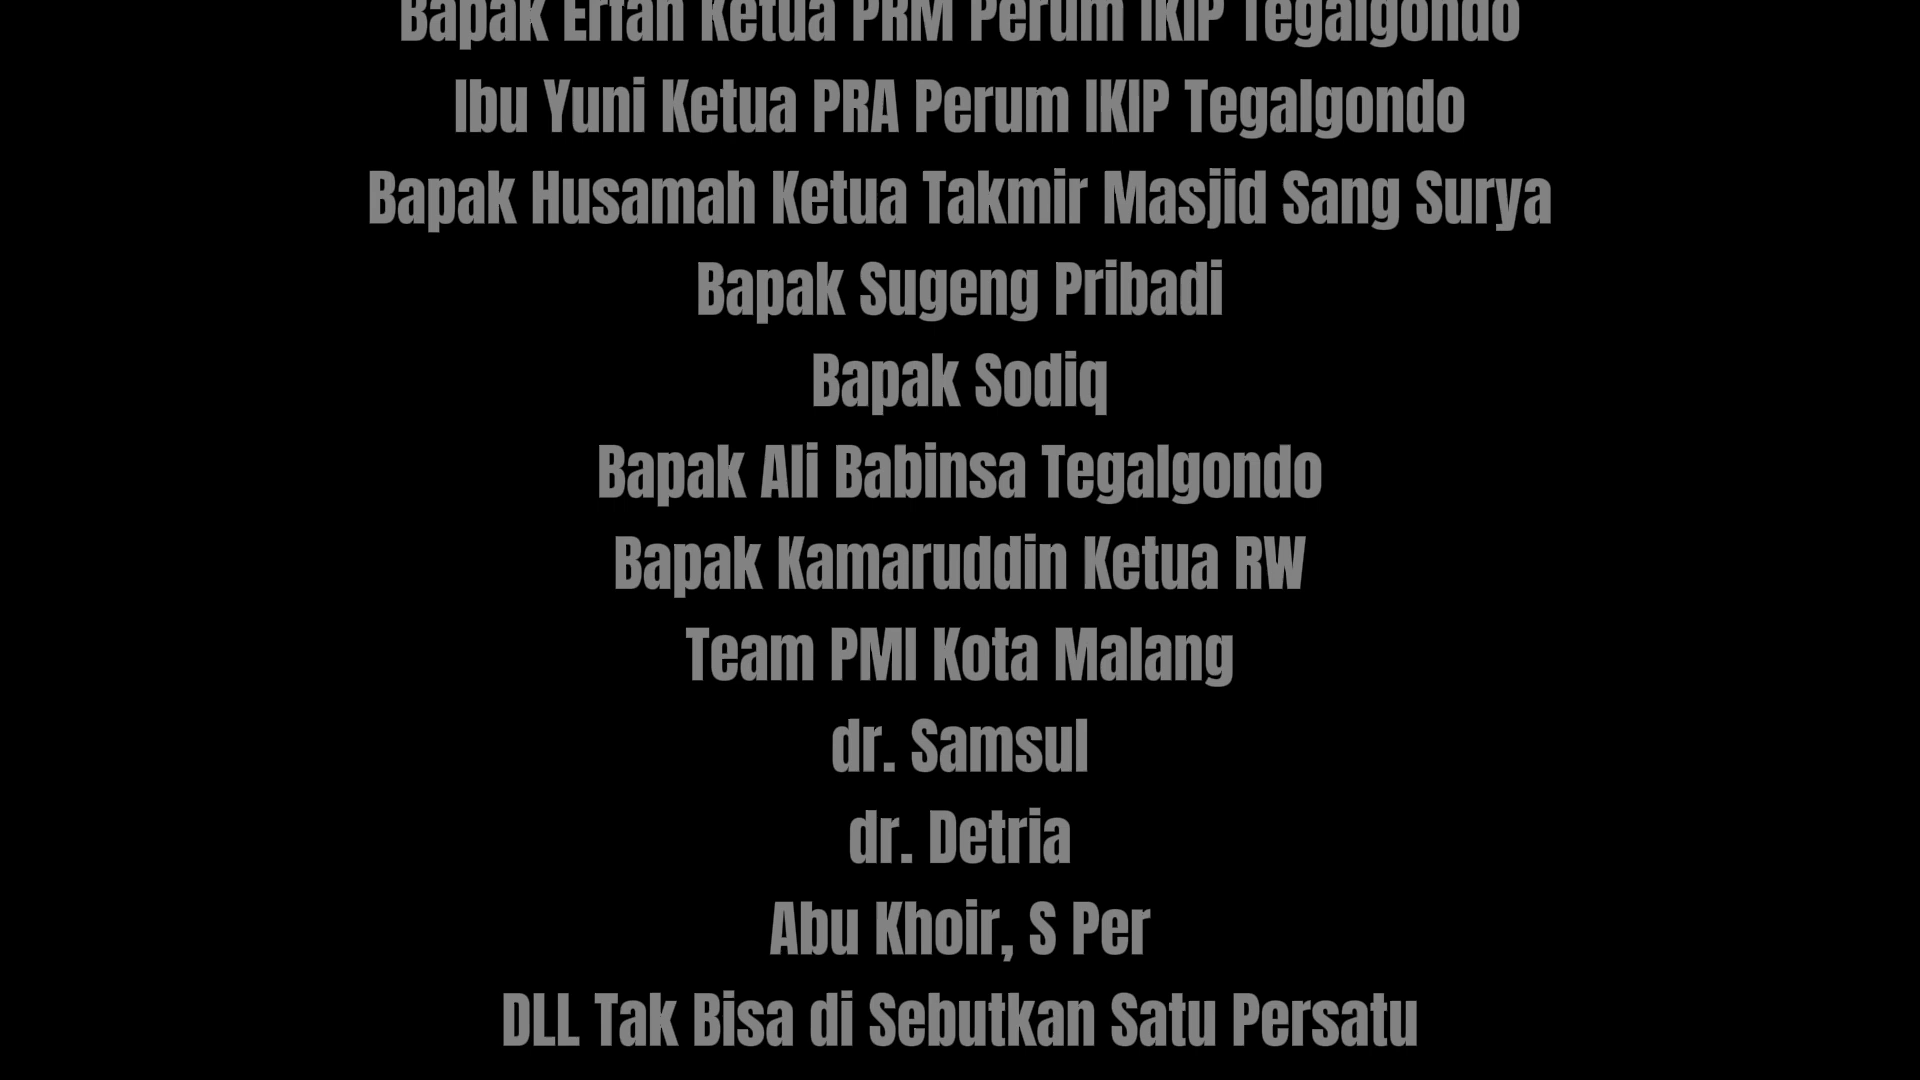 Bapak Erfan Ketua PRM Perum IKIP Tegalgondo
Ibu Yuni Ketua PRA Perum IKIP Tegalgondo
Bapak Husamah Ketua Takmir Masjid Sang Surya
Bapak Sugeng Pribadi
Bapak Sodiq
Bapak Ali Babinsa Tegalgondo
Bapak Kamaruddin Ketua RW
Team PMI Kota Malang
dr. Samsul
dr. Detria
Abu Khoir, S Per
DLL Tak Bisa di Sebutkan Satu Persatu